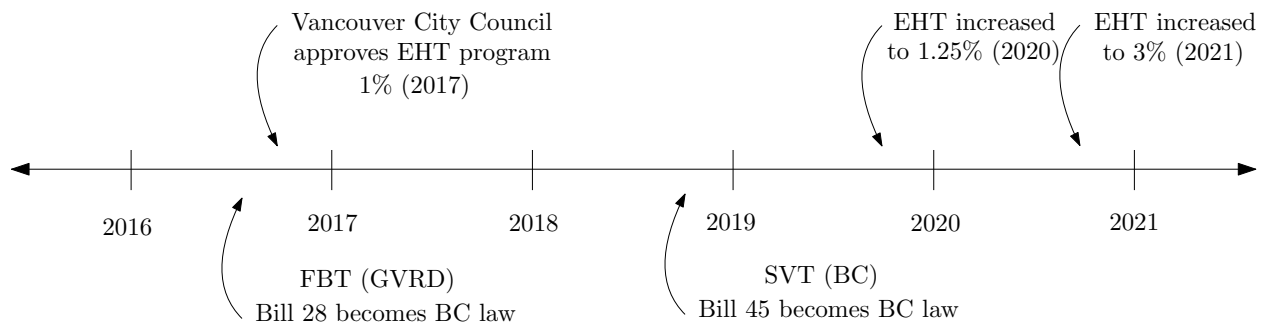 Vancouver City Council
approves EHT program
1% (2017)
EHT increased
to 1.25% (2020)
EHT increased
to 3% (2021)
2016
2017
2018
2019
2020
2021
FBT (GVRD)
Bill 28 becomes BC law
SVT (BC)
Bill 45 becomes BC law